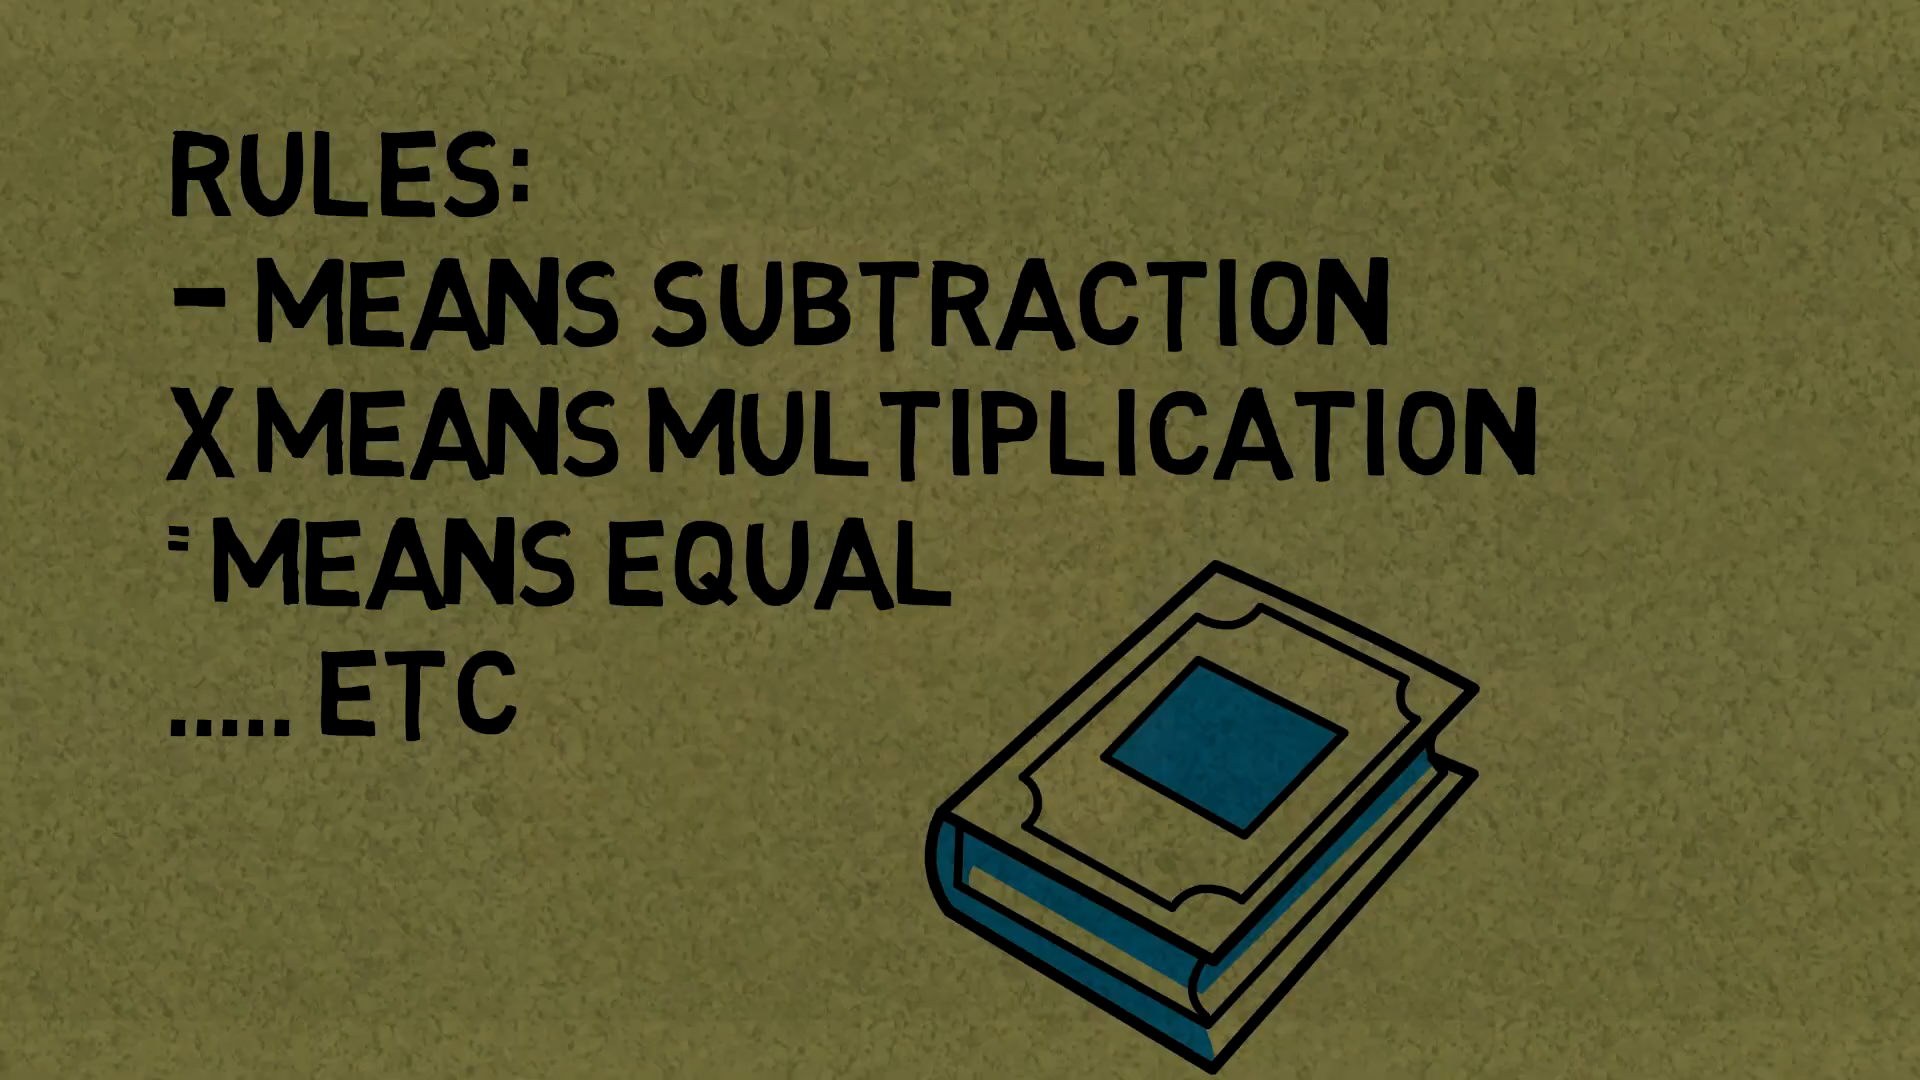 RULES:
- MEANS SUBTRACTION
X MEANS MULTIPLICATION
= MEANS EQUAL
..... ETC